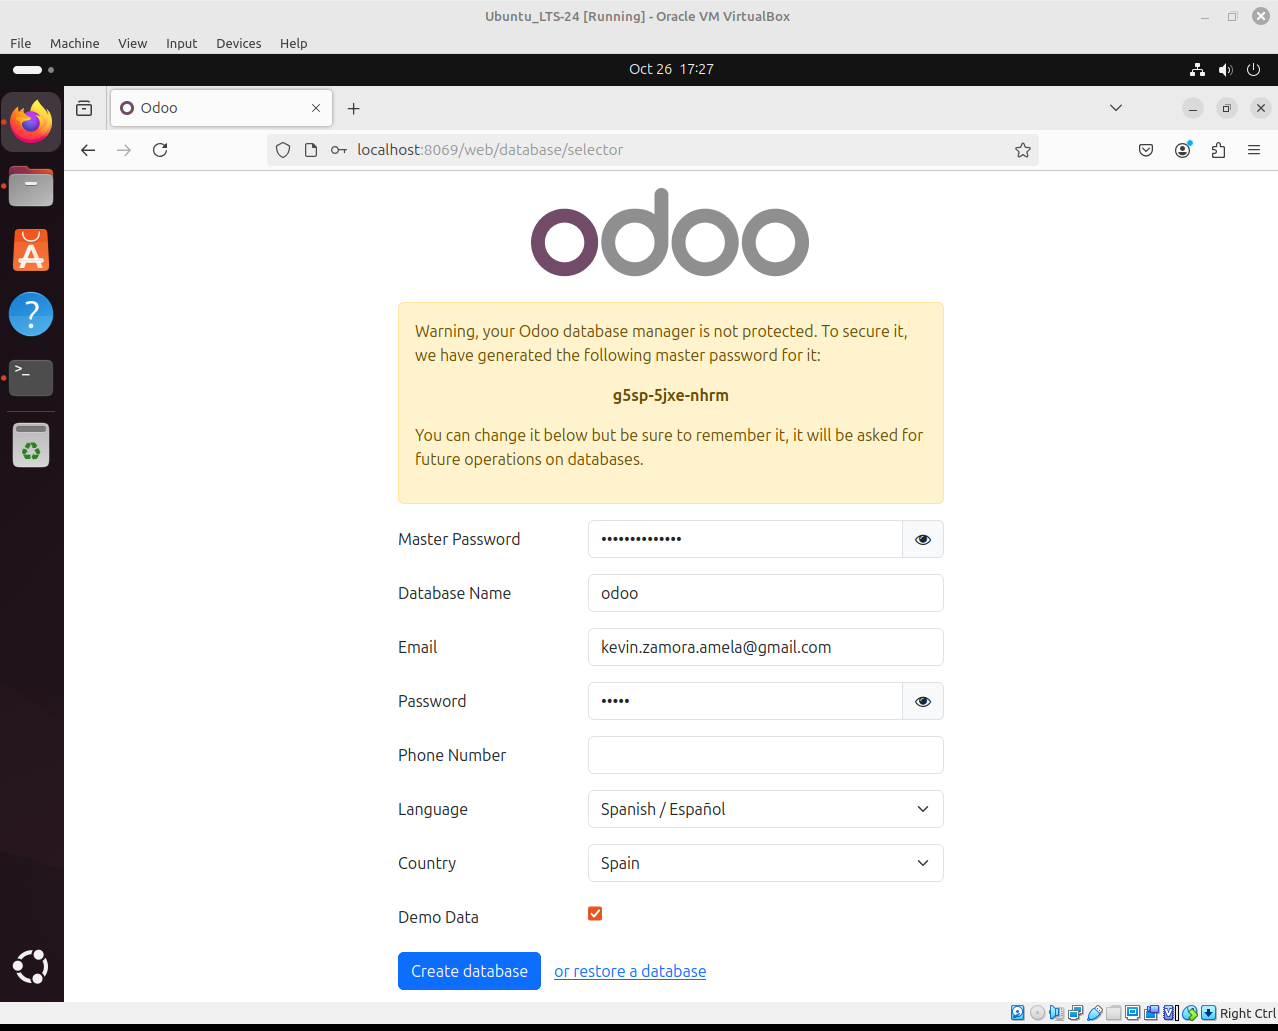 Ubuntu_LTS-24 [Running] - Oracle VM VirtualBox
File Machine View Input Devices Help
Oct 26 17:27
Odoo
localhost:8069/web/database/selector
odoo
Warning, your Odoo database manager is not protected. To secure it,
we have generated the following master password for it:
g5sp-5jxe-nhrm
You can change it below but be sure to remember it, it will be asked for
future operations on databases.
Master Password ••••••••••••••
Database Name odoo
Email kevin.zamora.amela@gmail.com
Password •••••
Phone Number
Language Spanish / Español
Country Spain
Demo Data
Create database or restore a database
Right Ctrl